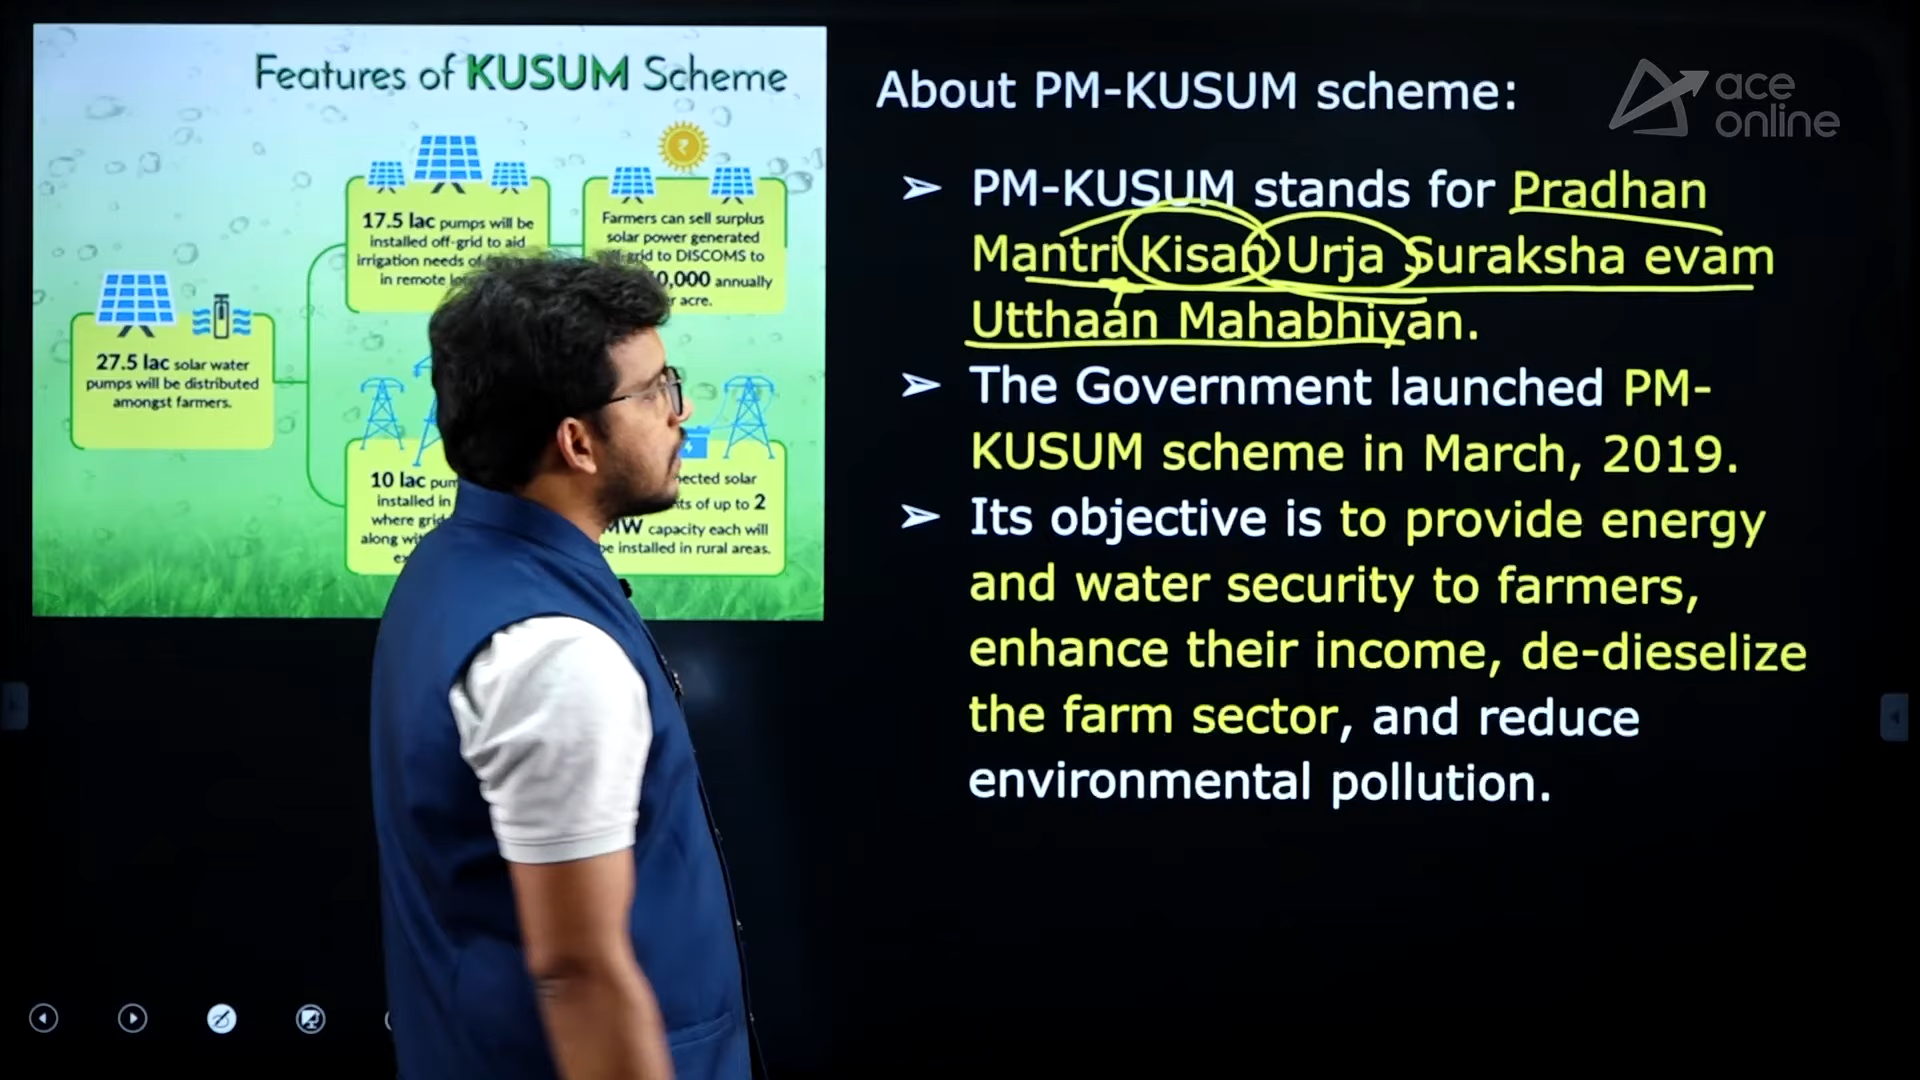 Features of KUSUM Scheme
17.5 lac pumps will be
installed off-grid to aid
irrigation needs of
in remote
Farmers can sell surplus
solar power generated
grid to DISCOMS to
0,000 annually
acre.
27.5 lac solar water
pumps will be distributed
amongst farmers.
10 lac
installed in
where grid
along
solar
of up to 2
MW capacity each will
be installed in rural areas.
About PM-KUSUM scheme:
ace
online
➢ PM-KUSUM stands for Pradhan
Mantri Kisan Urja Suraksha evam
Utthaan Mahabhiyan.
➢ The Government launched PM-
KUSUM scheme in March, 2019.
➢ Its objective is to provide energy
and water security to farmers,
enhance their income, de-dieselize
the farm sector, and reduce
environmental pollution.